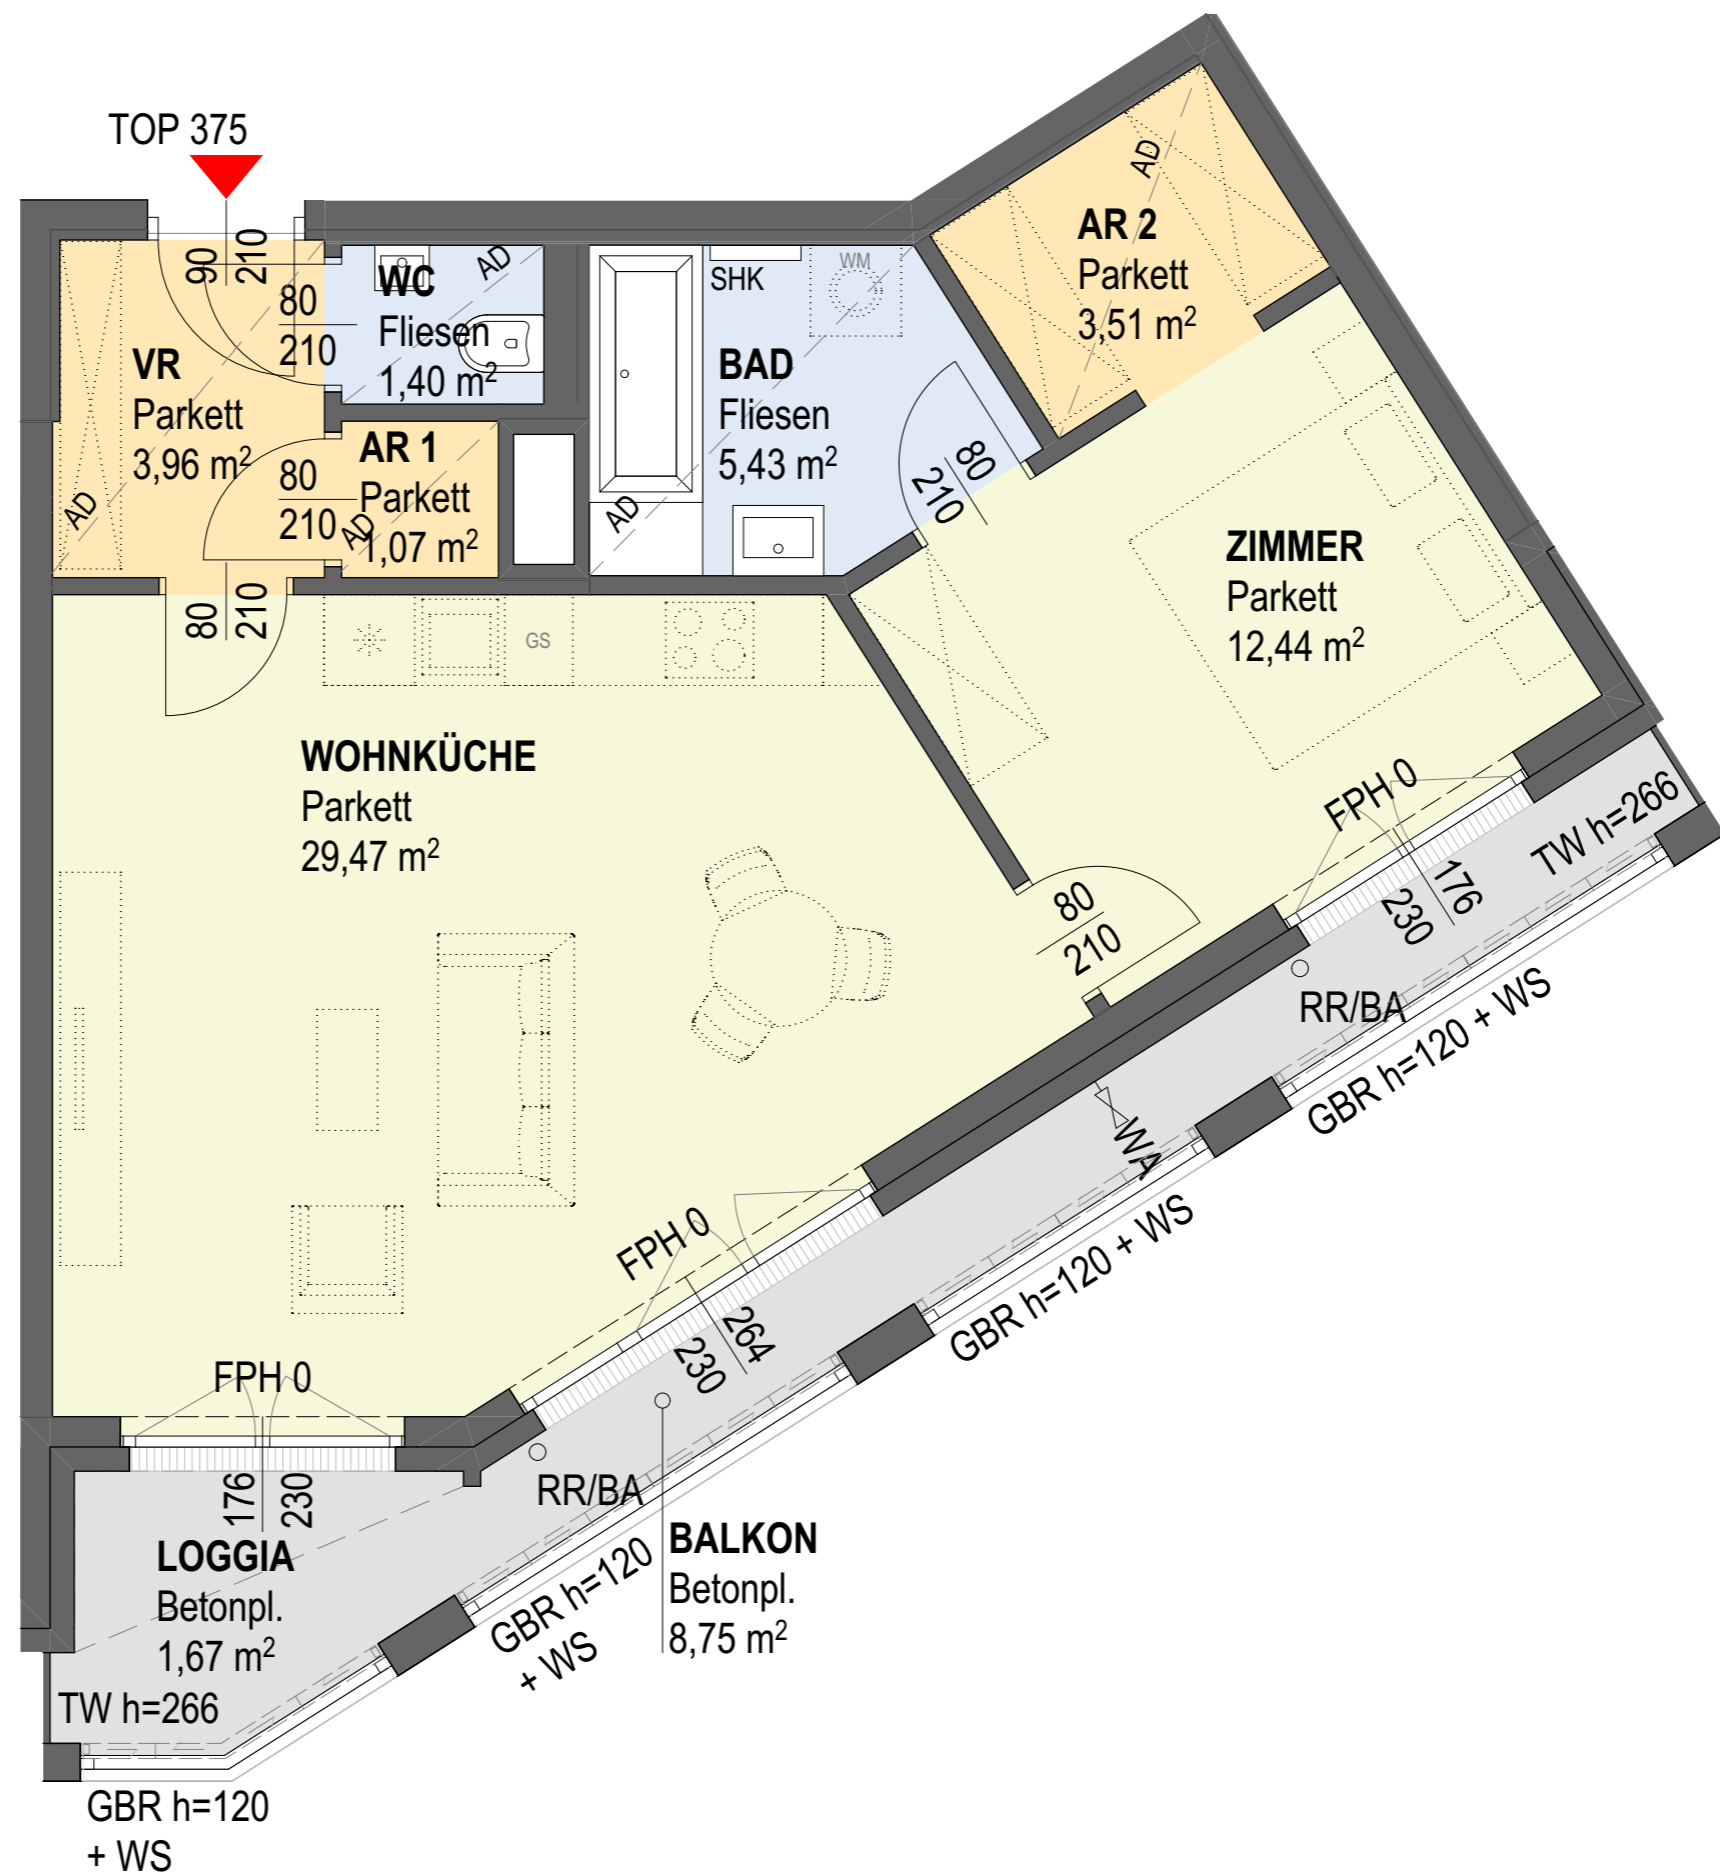 TOP 375
90
210
80
210
WC
Fliesen
1,40 m²
AD
VR
Parkett
3,96 m²
AD
80
210
AR 1
Parkett
1,07 m²
AD
80
210
SHK
WM
BAD
Fliesen
5,43 m²
AD
80
210
AD
AR 2
Parkett
3,51 m²
ZIMMER
Parkett
12,44 m²
GS
WOHNKÜCHE
Parkett
29,47 m²
80
210
FPH 0
176
230
TW h=266
RR/BA
GBR h=120 + WS
WA
GBR h=120 + WS
FPH 0
264
230
FPH 0
176
230
RR/BA
GBR h=120
+ WS
BALKON
Betonpl.
8,75 m²
LOGGIA
Betonpl.
1,67 m²
TW h=266
GBR h=120
+ WS